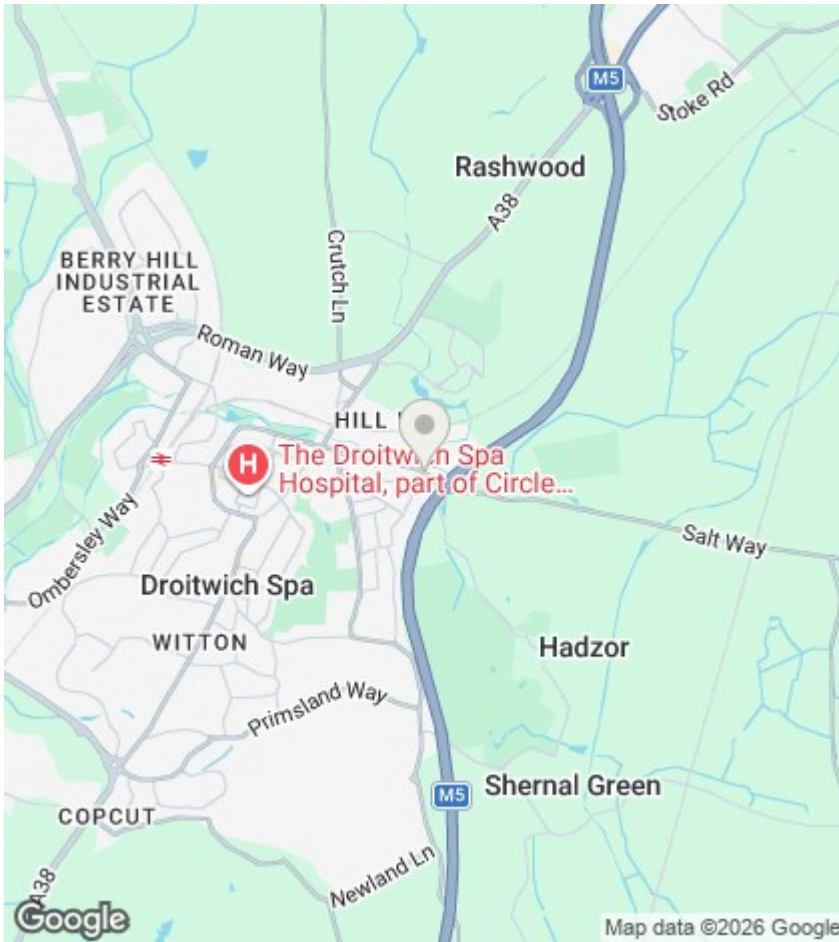 M5
Stoke Rd
Rashwood
A38
Crutch Ln
BERRY HILL
INDUSTRIAL
ESTATE
Roman Way
HILL
H
The Droitwich Spa
Hospital, part of Circle...
Salt Way
Ombersley Way
Droitwich Spa
WITTON
Hadzor
Primsland Way
Shernal Green
M5
COPCUT
Newland Ln
A38
Google
Map data ©2026 Google